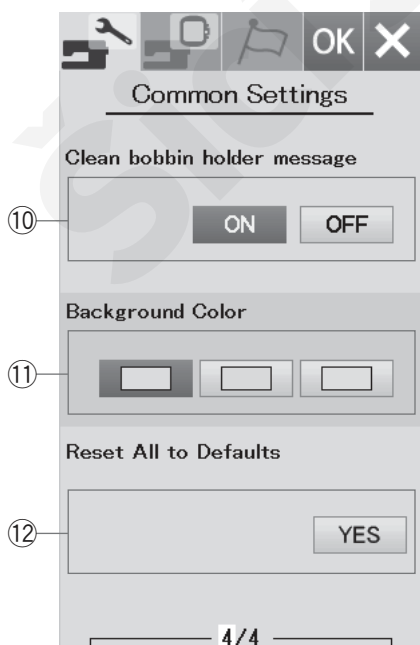 OK
Common Settings
Clean bobbin holder message
⑩ ON OFF
Background Color
⑪
Reset All to Defaults
⑫ YES
4/4